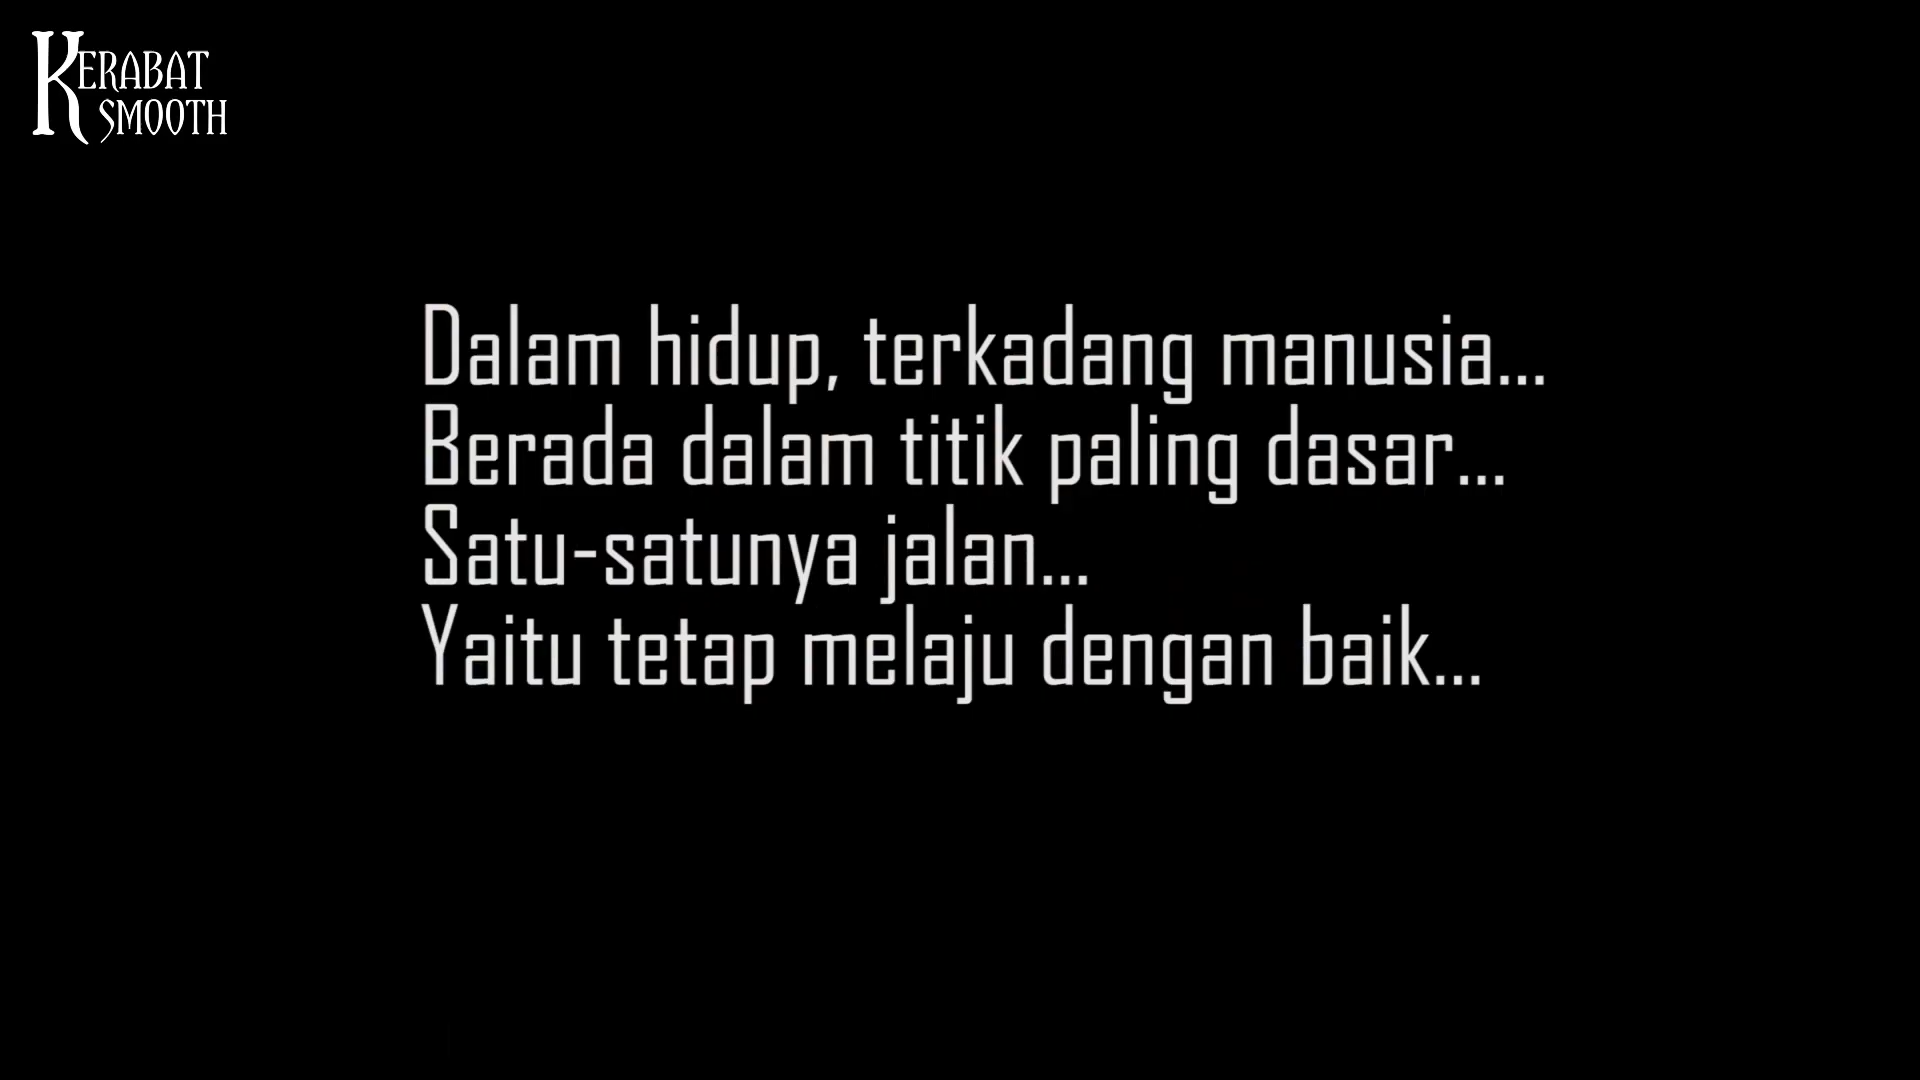 KERABAT
SMOOTH
Dalam hidup, terkadang manusia...
Berada dalam titik paling dasar...
Satu-satunya jalan...
Yaitu tetap melaju dengan baik...